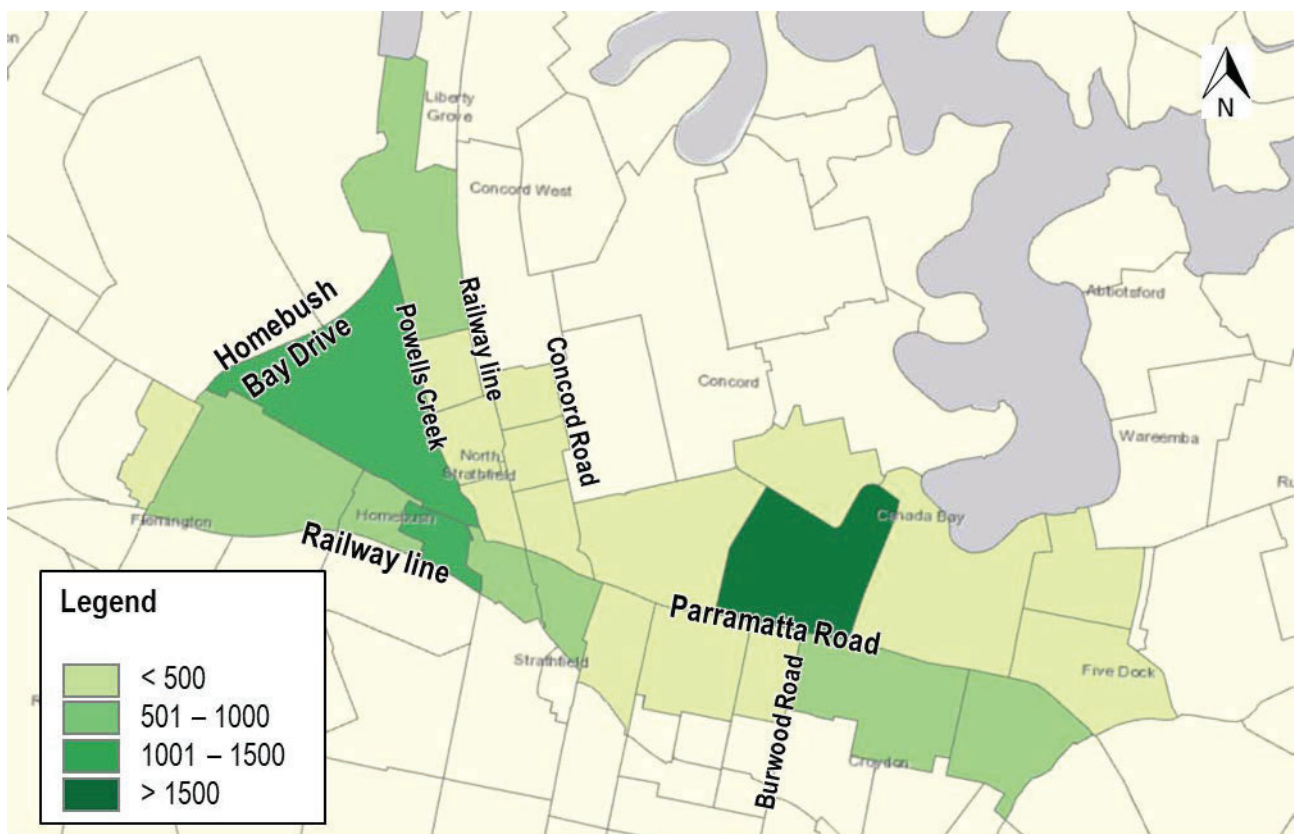 Liberty
Grove
N
Concord West
Abbotsford
Homebush
Bay Drive
Powells Creek
Railway line
Concord Road
Concord
Wareemba
North
Strathfield
Flemington
Homebush
Railway line
Canada Bay
Parramatta Road
Strathfield
Five Dock
Burwood Road
Croydon
Legend
< 500
501 – 1000
1001 – 1500
> 1500